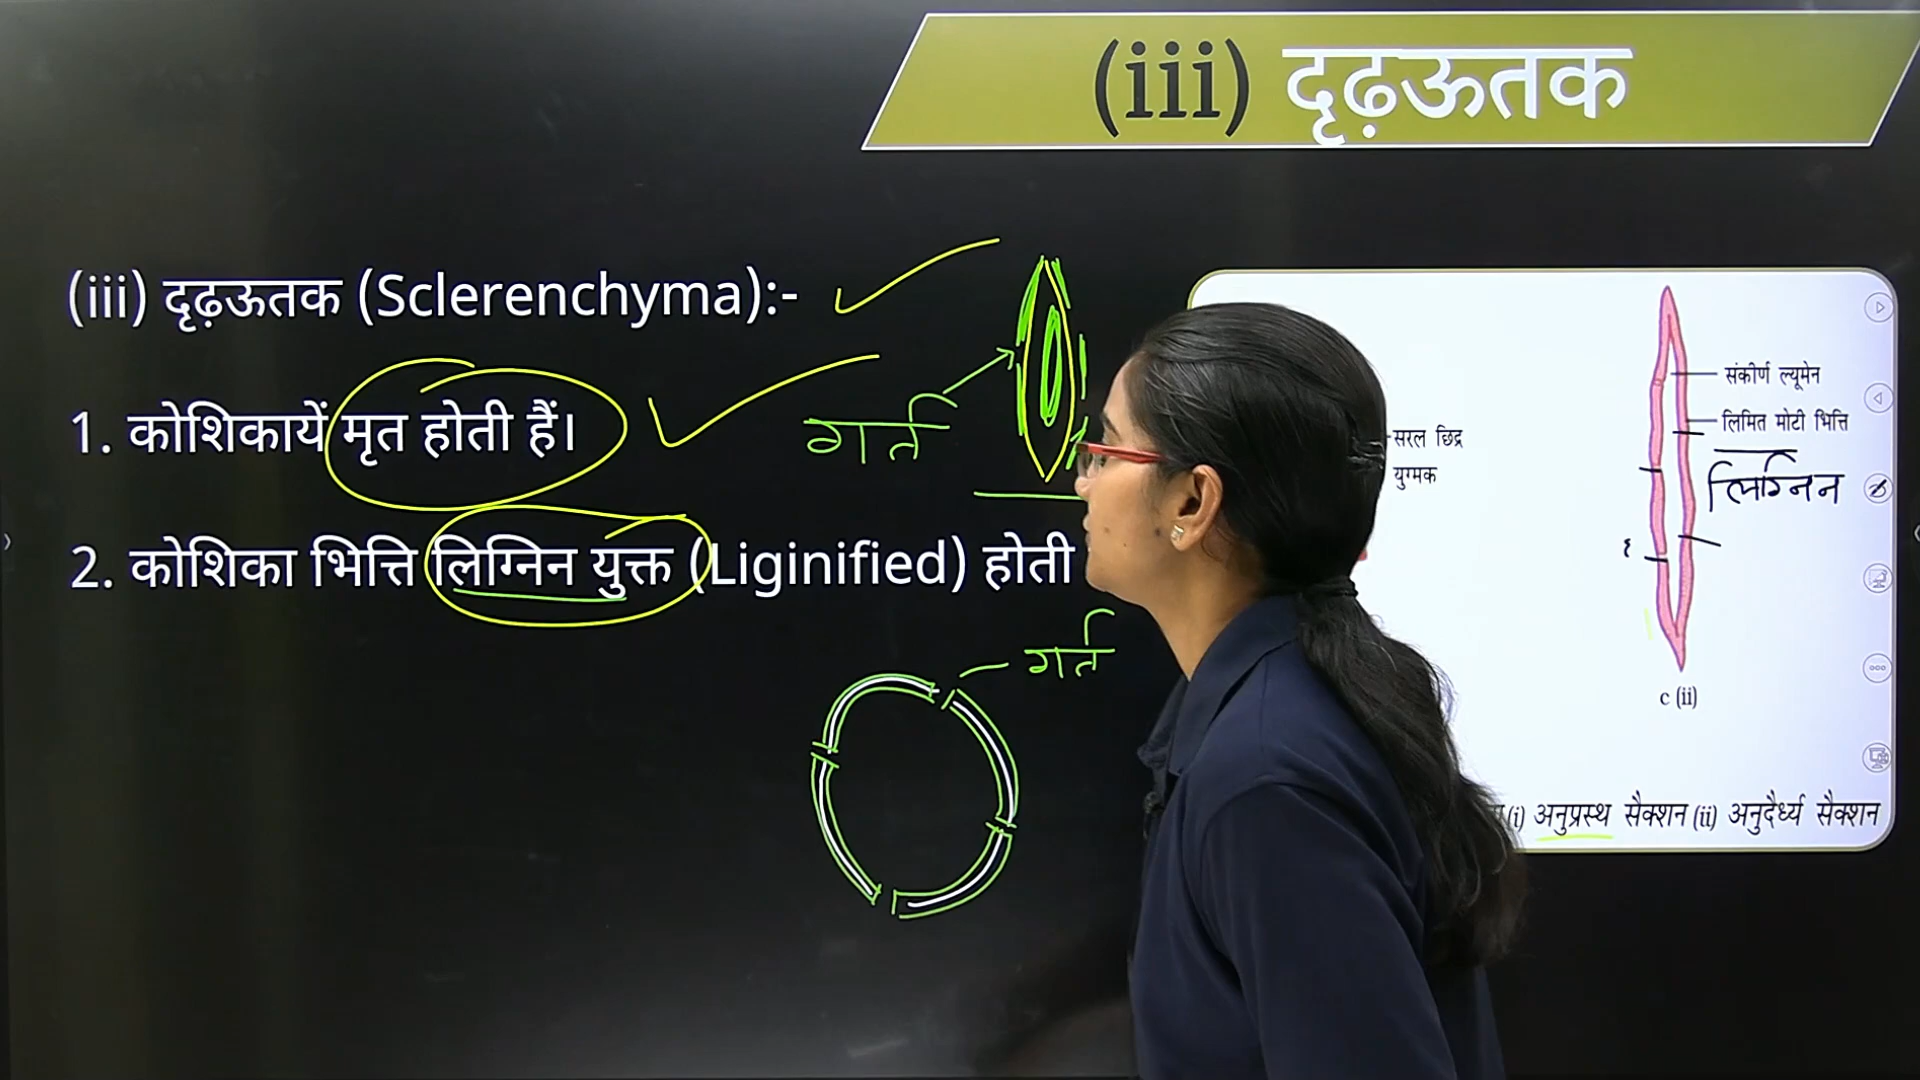 (iii) दृढ़ऊतक
(iii) दृढ़ऊतक (Sclerenchyma):-
1. कोशिकायें मृत होती हैं।
गर्त
2. कोशिका भित्ति लिग्निन युक्त (Liginified) होती
गर्त
सरल छिद्र
युग्मक
संकीर्ण ल्यूमेन
लिमित मोटी भित्ति
लिग्निन
c (ii)
(i) अनुप्रस्थ सैक्शन (ii) अनुदैर्ध्य सैक्शन